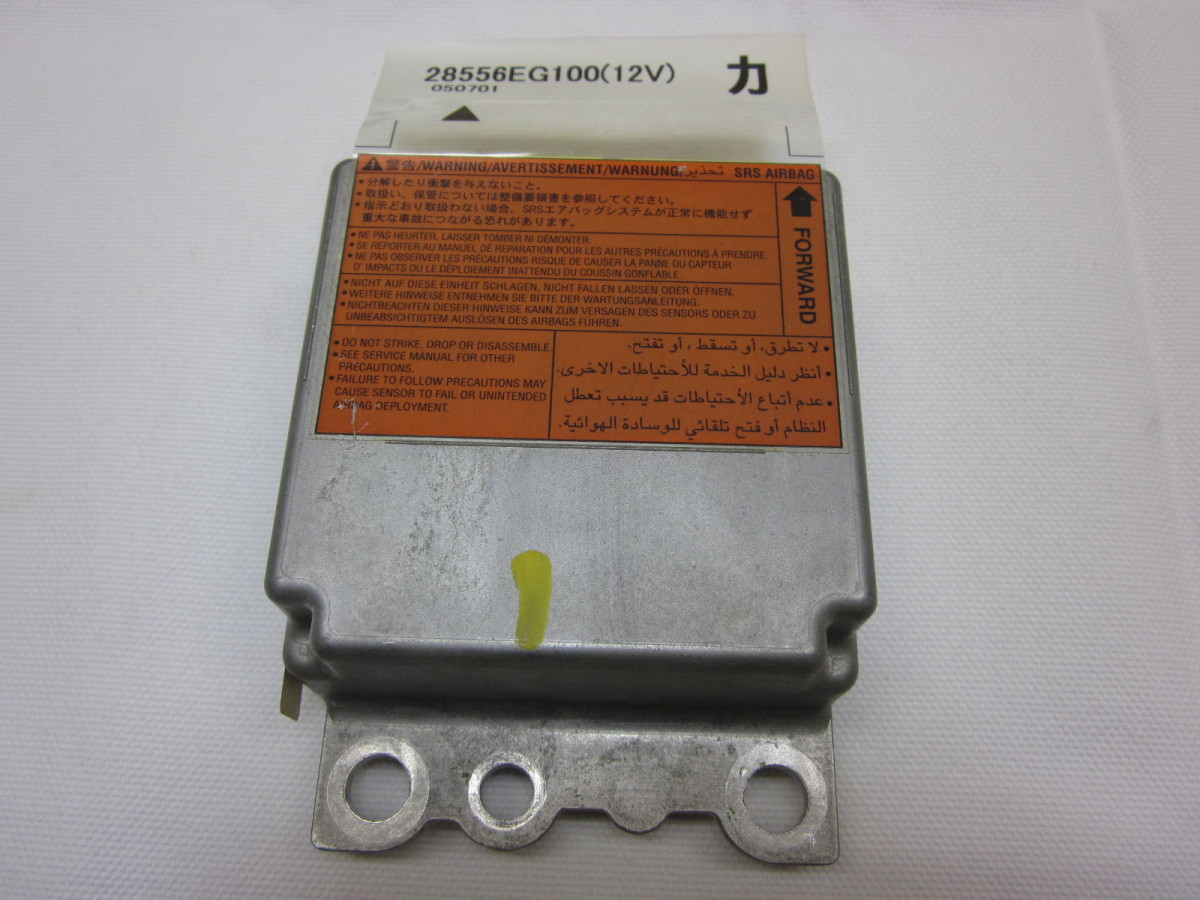 28556EG100(12V)
050701
力
警告/WARNING/AVERTISSEMENT/WARNUNG/تحذير SRS AIRBAG
• 分解したり衝撃を与えないこと。
• 取扱い、保管については整備要領書を参照してください。
• 指示どおり取扱わない場合、SRSエアバッグシステムが正常に機能せず
重大な事故につながる恐れがあります。
• NE PAS HEURTER, LAISSER TOMBER NI DÉMONTER.
• SE REPORTER AU MANUEL DE REPARATION POUR LES AUTRES PRÉCAUTIONS À PRENDRE.
• NE PAS OBSERVER LES PRÉCAUTIONS RISQUE DE CAUSER LA PANNE DU CAPTEUR
D' IMPACTS OU LE DÉPLOIEMENT INATTENDU DU COUSSIN GONFLABLE.
• NICHT AUF DIESE EINHEIT SCHLAGEN, NICHT FALLEN LASSEN ODER ÖFFNEN.
• WEITERE HINWEISE ENTNEHMEN SIE BITTE DER WARTUNGSANLEITUNG.
• NICHTBEACHTEN DIESER HINWEISE KANN ZUM VERSAGEN DES SENSORS ODER ZU
UNBEABSICHTIGTEM AUSLÖSEN DES AIRBAGS FÜHREN.
FORWARD
• DO NOT STRIKE, DROP OR DISASSEMBLE.
• SEE SERVICE MANUAL FOR OTHER
PRECAUTIONS.
• FAILURE TO FOLLOW PRECAUTIONS MAY
CAUSE SENSOR TO FAIL OR UNINTENDED
AIRBAG DEPLOYMENT.
• لا تطرق، أو تسقط ، أو تفتح.
• أنظر دليل الخدمة للأحتياطات الاخرى.
• عدم أتباع الأحتياطات قد يسبب تعطل
النظام أو فتح تلقائي للوسادة الهوائية.